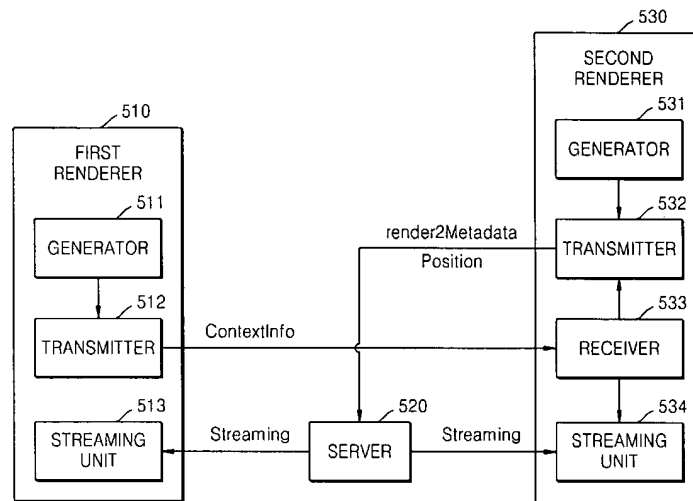 530
SECOND
RENDERER
531
GENERATOR
532
TRANSMITTER
533
RECEIVER
534
STREAMING
UNIT
510
FIRST
RENDERER
511
GENERATOR
512
TRANSMITTER
513
STREAMING
UNIT
render2Metadata
Position
ContextInfo
Streaming
520
SERVER
Streaming